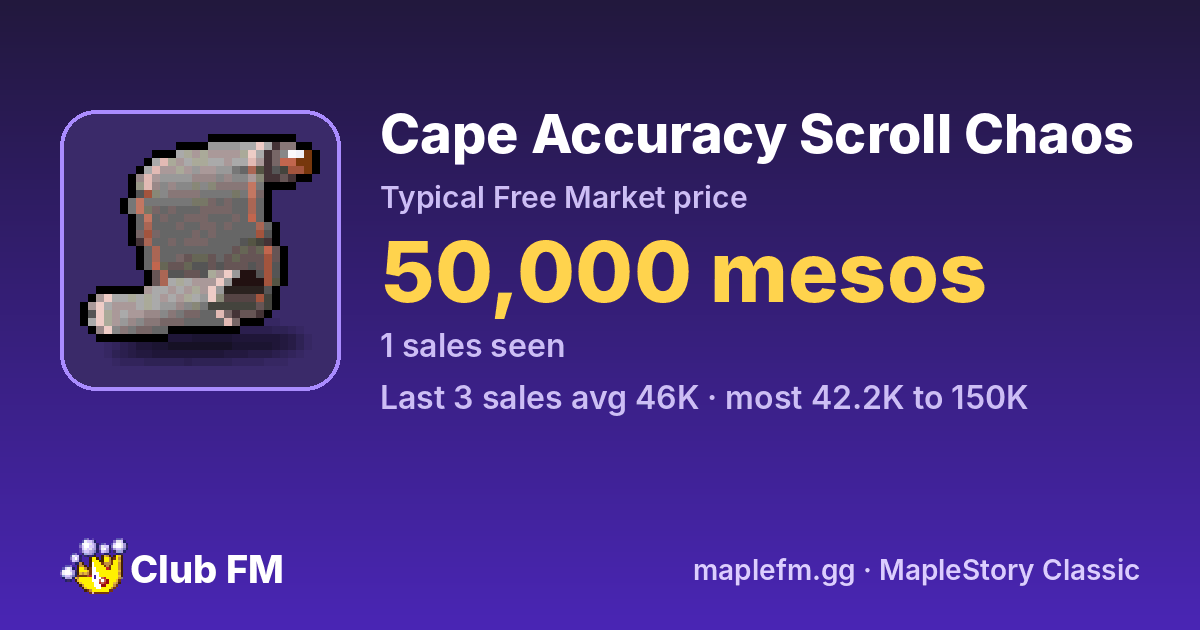 Cape Accuracy Scroll Chaos
Typical Free Market price
50,000 mesos
1 sales seen
Last 3 sales avg 46K · most 42.2K to 150K
Club FM
maplefm.gg · MapleStory Classic